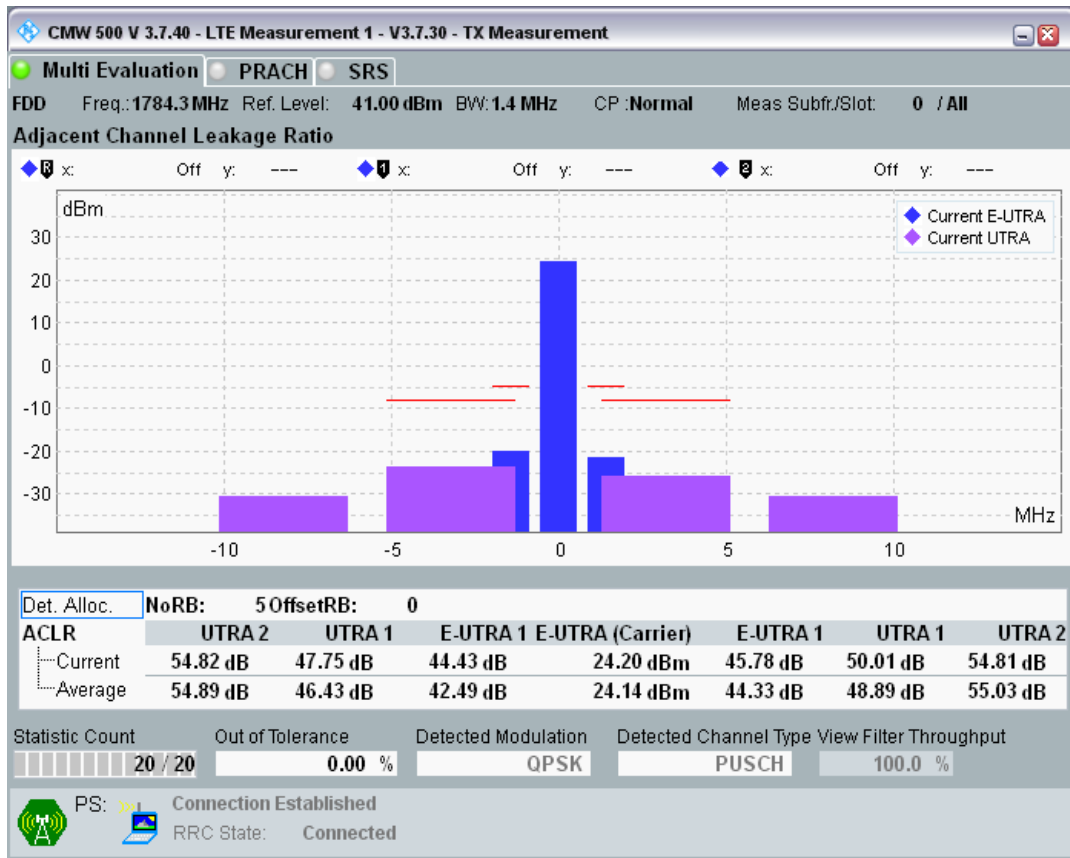 CMW 500 V 3.7.40 - LTE Measurement 1 - V3.7.30 - TX Measurement
Multi Evaluation PRACH SRS
FDD Freq.: 1784.3 MHz Ref. Level: 41.00 dBm BW: 1.4 MHz CP :Normal Meas Subfr./Slot: 0 / All
Adjacent Channel Leakage Ratio
R x: Off y: --- 1 x: Off y: --- 2 x: Off y: ---
dBm
Current E-UTRA
Current UTRA
30
20
10
0
-10
-20
-30
MHz
-10 -5 0 5 10
Det. Alloc. NoRB: 5 OffsetRB: 0
ACLR UTRA 2 UTRA 1 E-UTRA 1 E-UTRA (Carrier) E-UTRA 1 UTRA 1 UTRA 2
Current 54.82 dB 47.75 dB 44.43 dB 24.20 dBm 45.78 dB 50.01 dB 54.81 dB
Average 54.89 dB 46.43 dB 42.49 dB 24.14 dBm 44.33 dB 48.89 dB 55.03 dB
Statistic Count Out of Tolerance Detected Modulation Detected Channel Type View Filter Throughput
20 / 20 0.00 % QPSK PUSCH 100.0 %
PS: Connection Established
RRC State: Connected